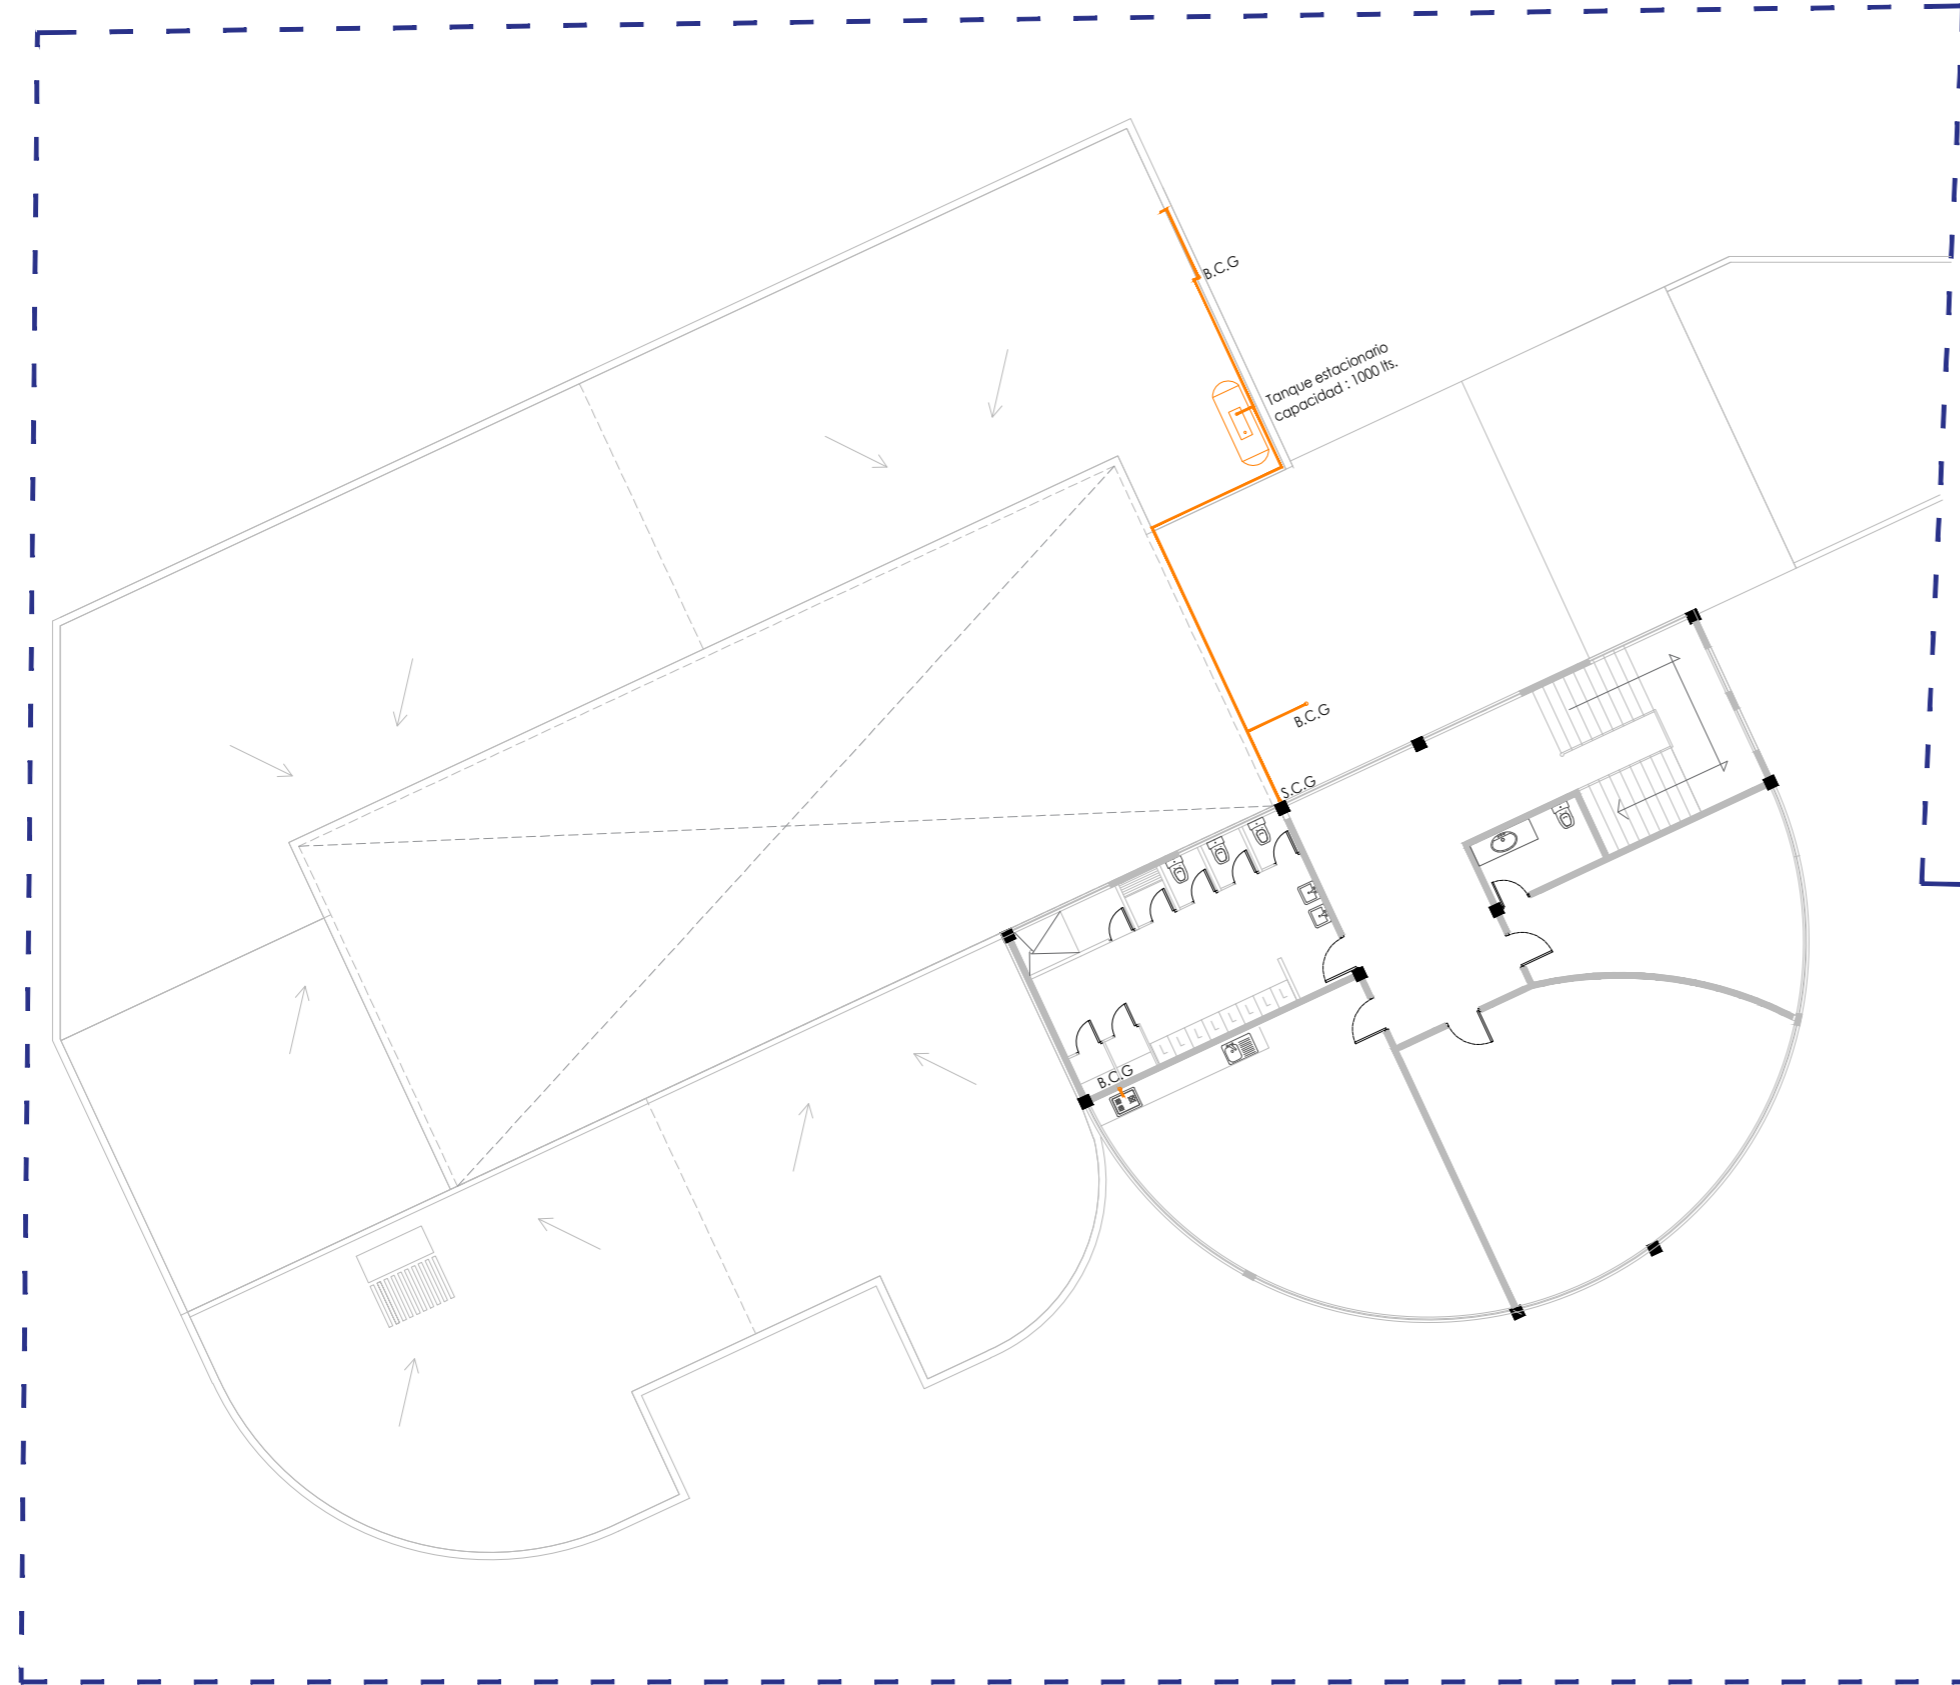 B.C.G
Tanque estacionario
capacidad : 1000 lts.
B.C.G
S.C.G
B.C.G